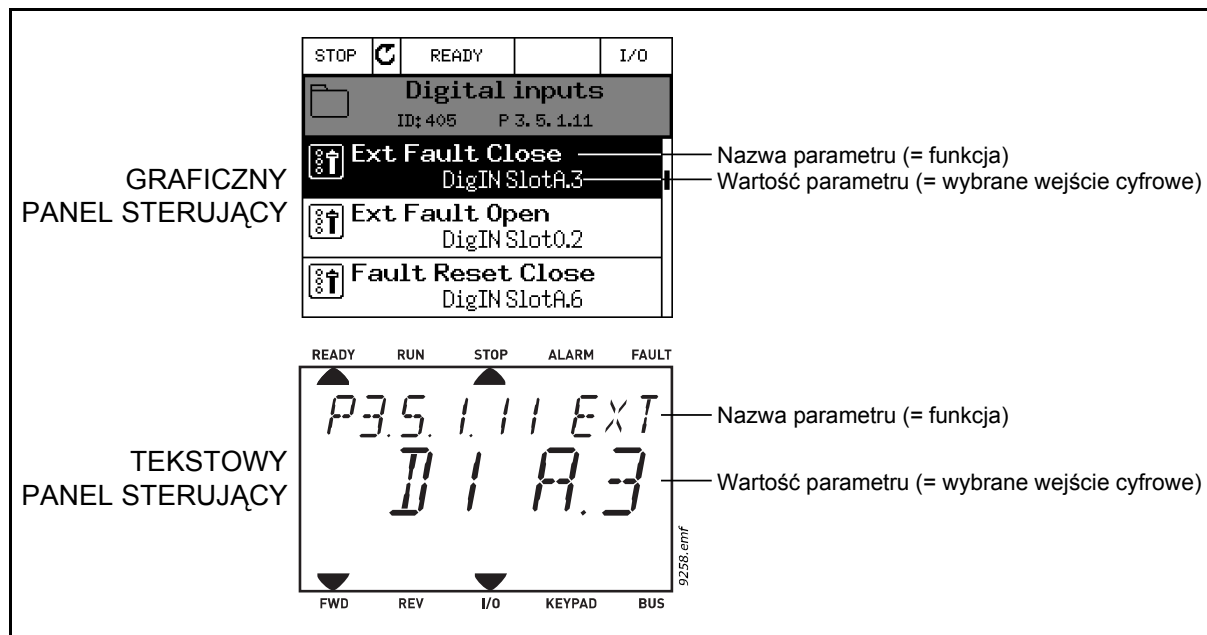 STOP READY I/O
Digital inputs
ID: 405 P 3.5.1.11
Ext Fault Close
DigIN SlotA.3
Ext Fault Open
DigIN Slot0.2
Fault Reset Close
DigIN SlotA.6
GRAFICZNY
PANEL STERUJĄCY
Nazwa parametru (= funkcja)
Wartość parametru (= wybrane wejście cyfrowe)
READY RUN STOP ALARM FAULT
P3.5.1.11 EXT
DI A.3
FWD REV I/O KEYPAD BUS
TEKSTOWY
PANEL STERUJĄCY
Nazwa parametru (= funkcja)
Wartość parametru (= wybrane wejście cyfrowe)
9258.emf